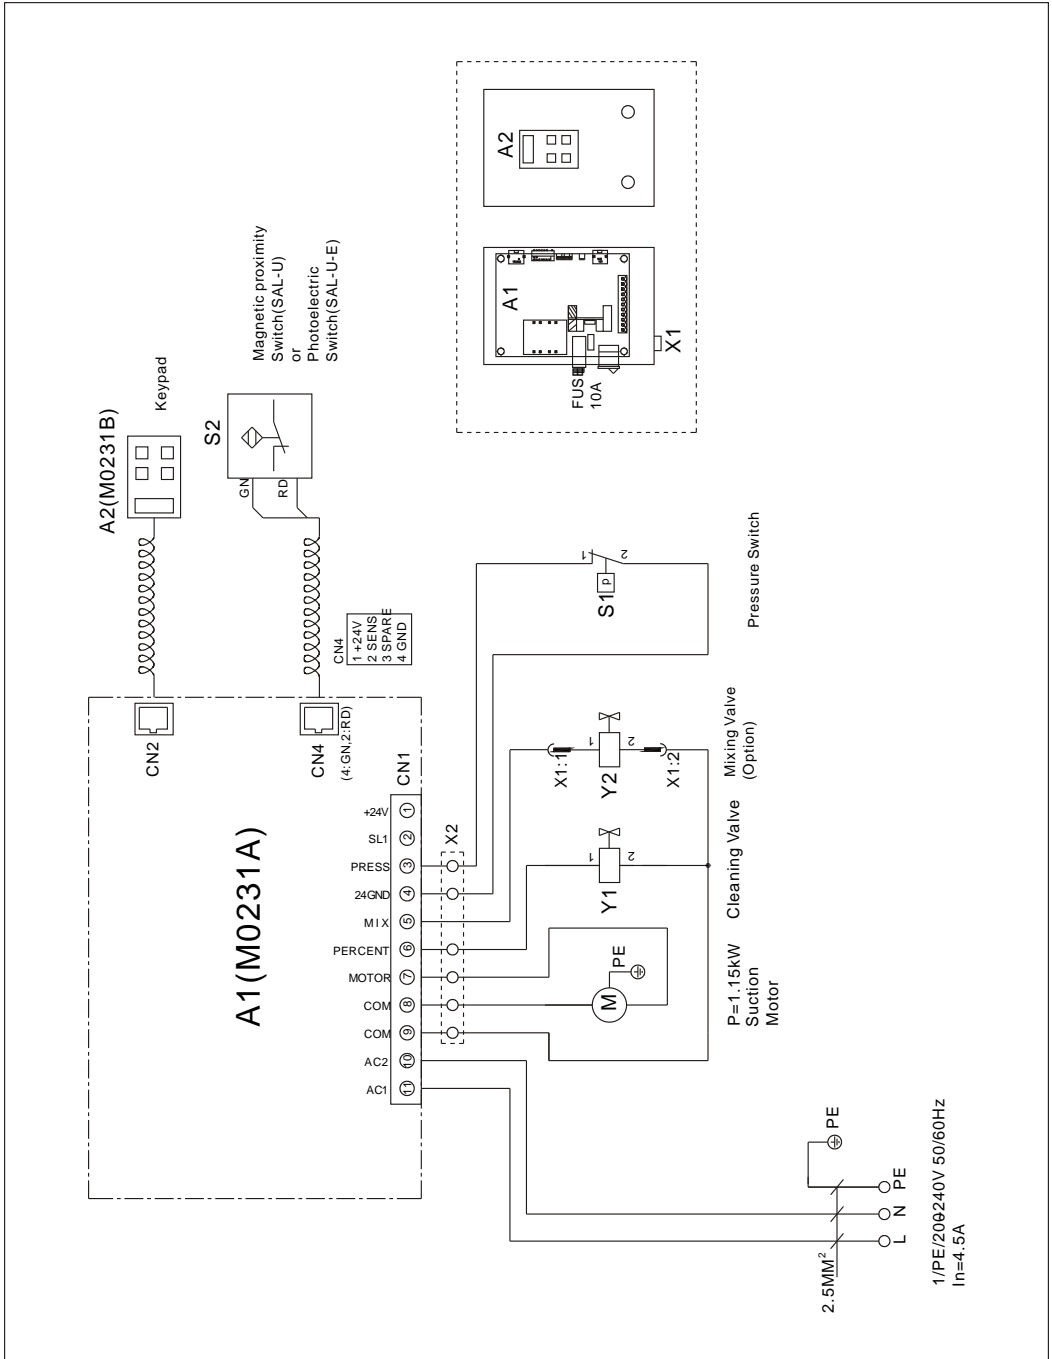 A1(M0231A)
CN2
CN4
(4:GN,2:RD)
CN1
+24V
SL1
PRESS
24GND
MIX
PERCENT
MOTOR
COM
COM
AC2
AC1
1
2
3
4
5
6
7
8
9
10
11
X2
A2(M0231B)
Keypad
S2
GN
RD
Magnetic proximity
Switch(SAL-U)
or
Photoelectric
Switch(SAL-U-E)
CN4
1 +24V
2 SENS
3 SPARE
4 GND
S1
p
1
2
Pressure Switch
X1:1
Y2
1
2
X1:2
Mixing Valve
(Option)
Y1
1
2
Cleaning Valve
M
PE
P=1.15kW
Suction
Motor
PE
2.5MM²
L
N
PE
1/PE/200-240V 50/60Hz
In=4.5A
A2
A1
FUS
10A
X1